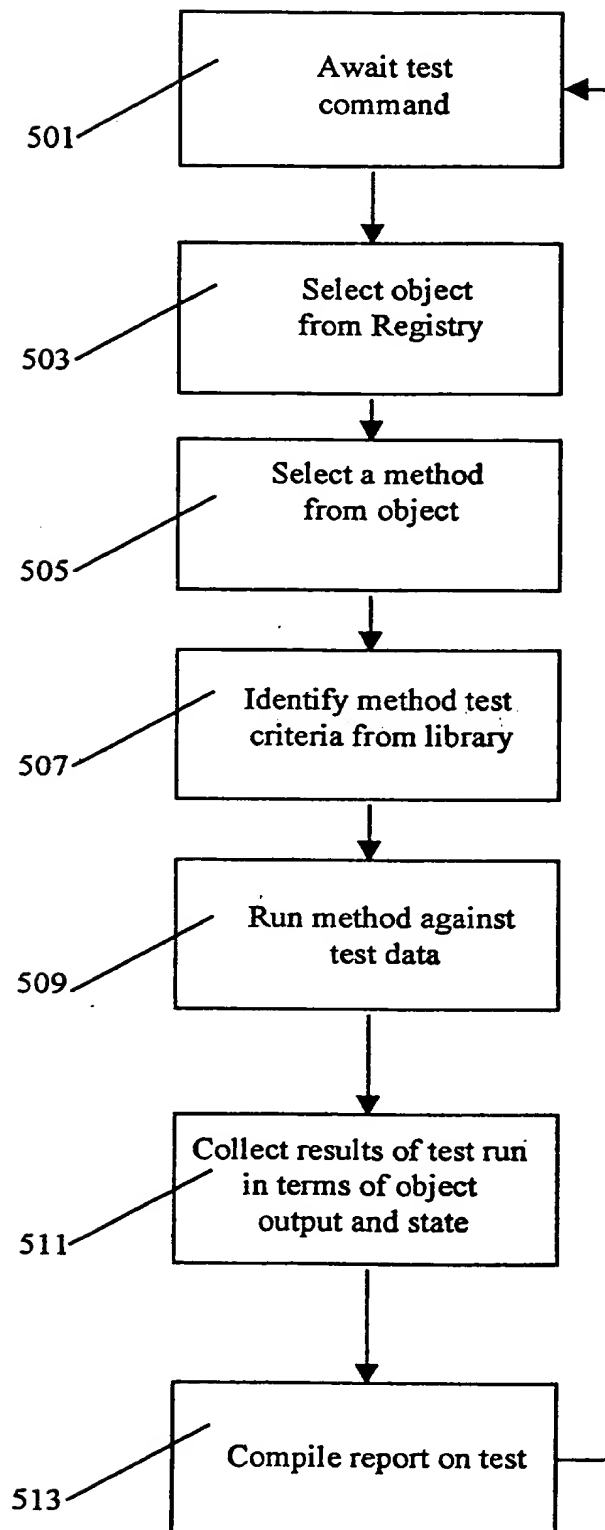 Await test
command
501
Select object
from Registry
503
Select a method
from object
505
Identify method test
criteria from library
507
Run method against
test data
509
Collect results of test run
in terms of object
output and state
511
Compile report on test
513